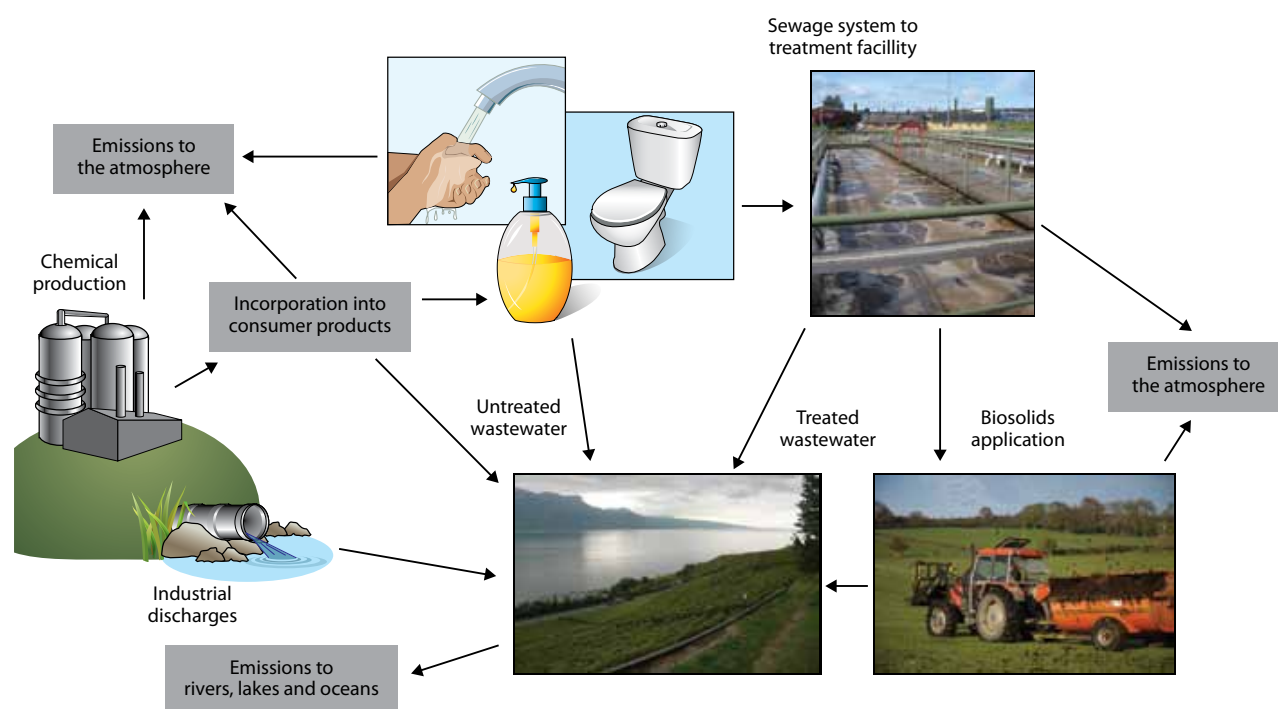 Sewage system to
treatment facillity
Emissions to
the atmosphere
Chemical
production
Incorporation into
consumer products
Emissions to
the atmosphere
Untreated
wastewater
Treated
wastewater
Biosolids
application
Industrial
discharges
Emissions to
rivers, lakes and oceans